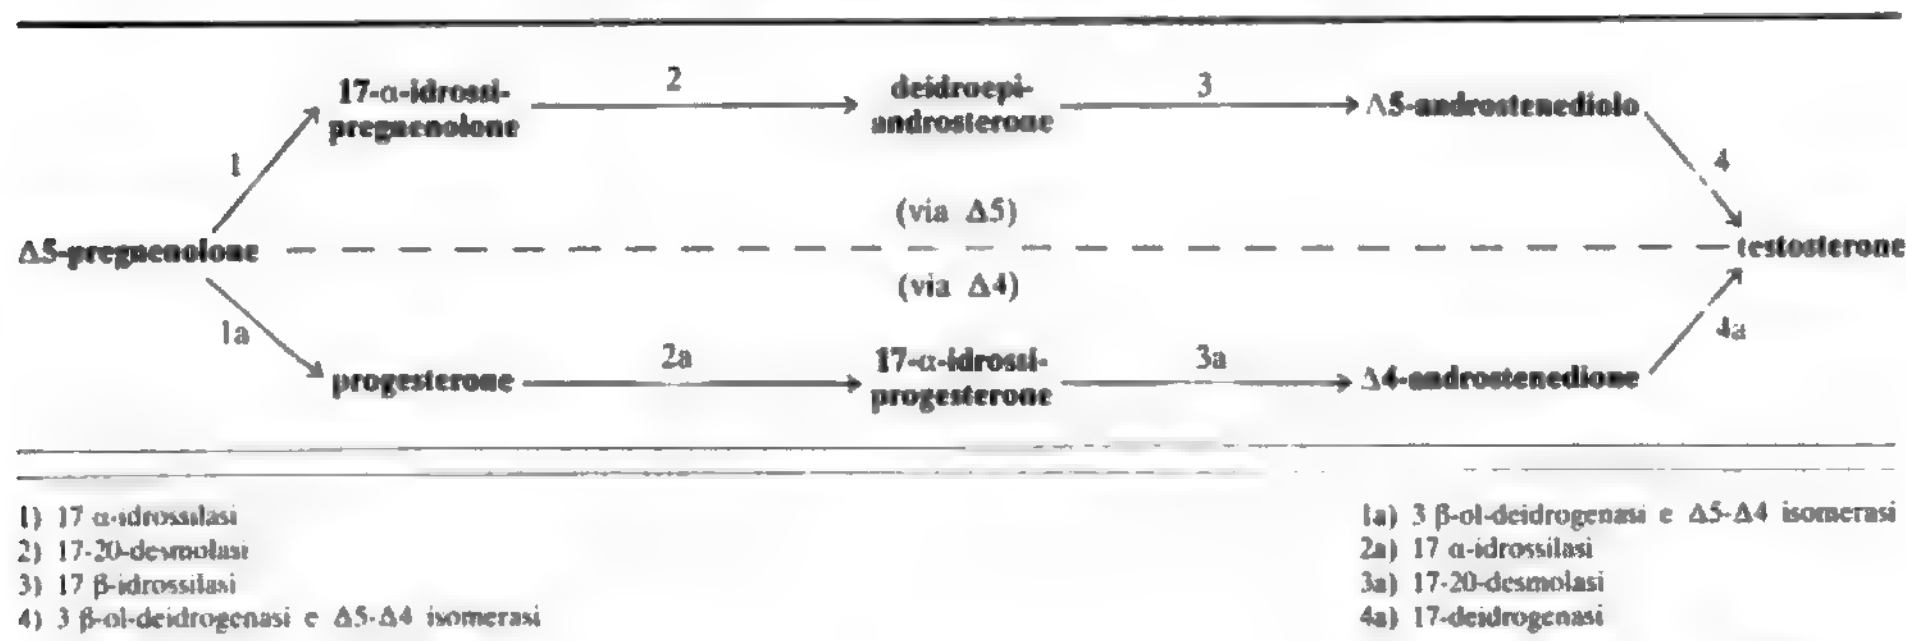 17-α-idrossi-
pregnenolone
2
deidroepi-
androsterone
3
Δ5-androstenediolo
1
4
(via Δ5)
Δ5-pregnenolone
testosterone
(via Δ4)
1a
4a
progesterone
2a
17-α-idrossi-
progesterone
3a
Δ4-androstenedione
1) 17 α-idrossilasi
2) 17-20-desmolasi
3) 17 β-idrossilasi
4) 3 β-ol-deidrogenasi e Δ5-Δ4 isomerasi
1a) 3 β-ol-deidrogenasi e Δ5-Δ4 isomerasi
2a) 17 α-idrossilasi
3a) 17-20-desmolasi
4a) 17-deidrogenasi